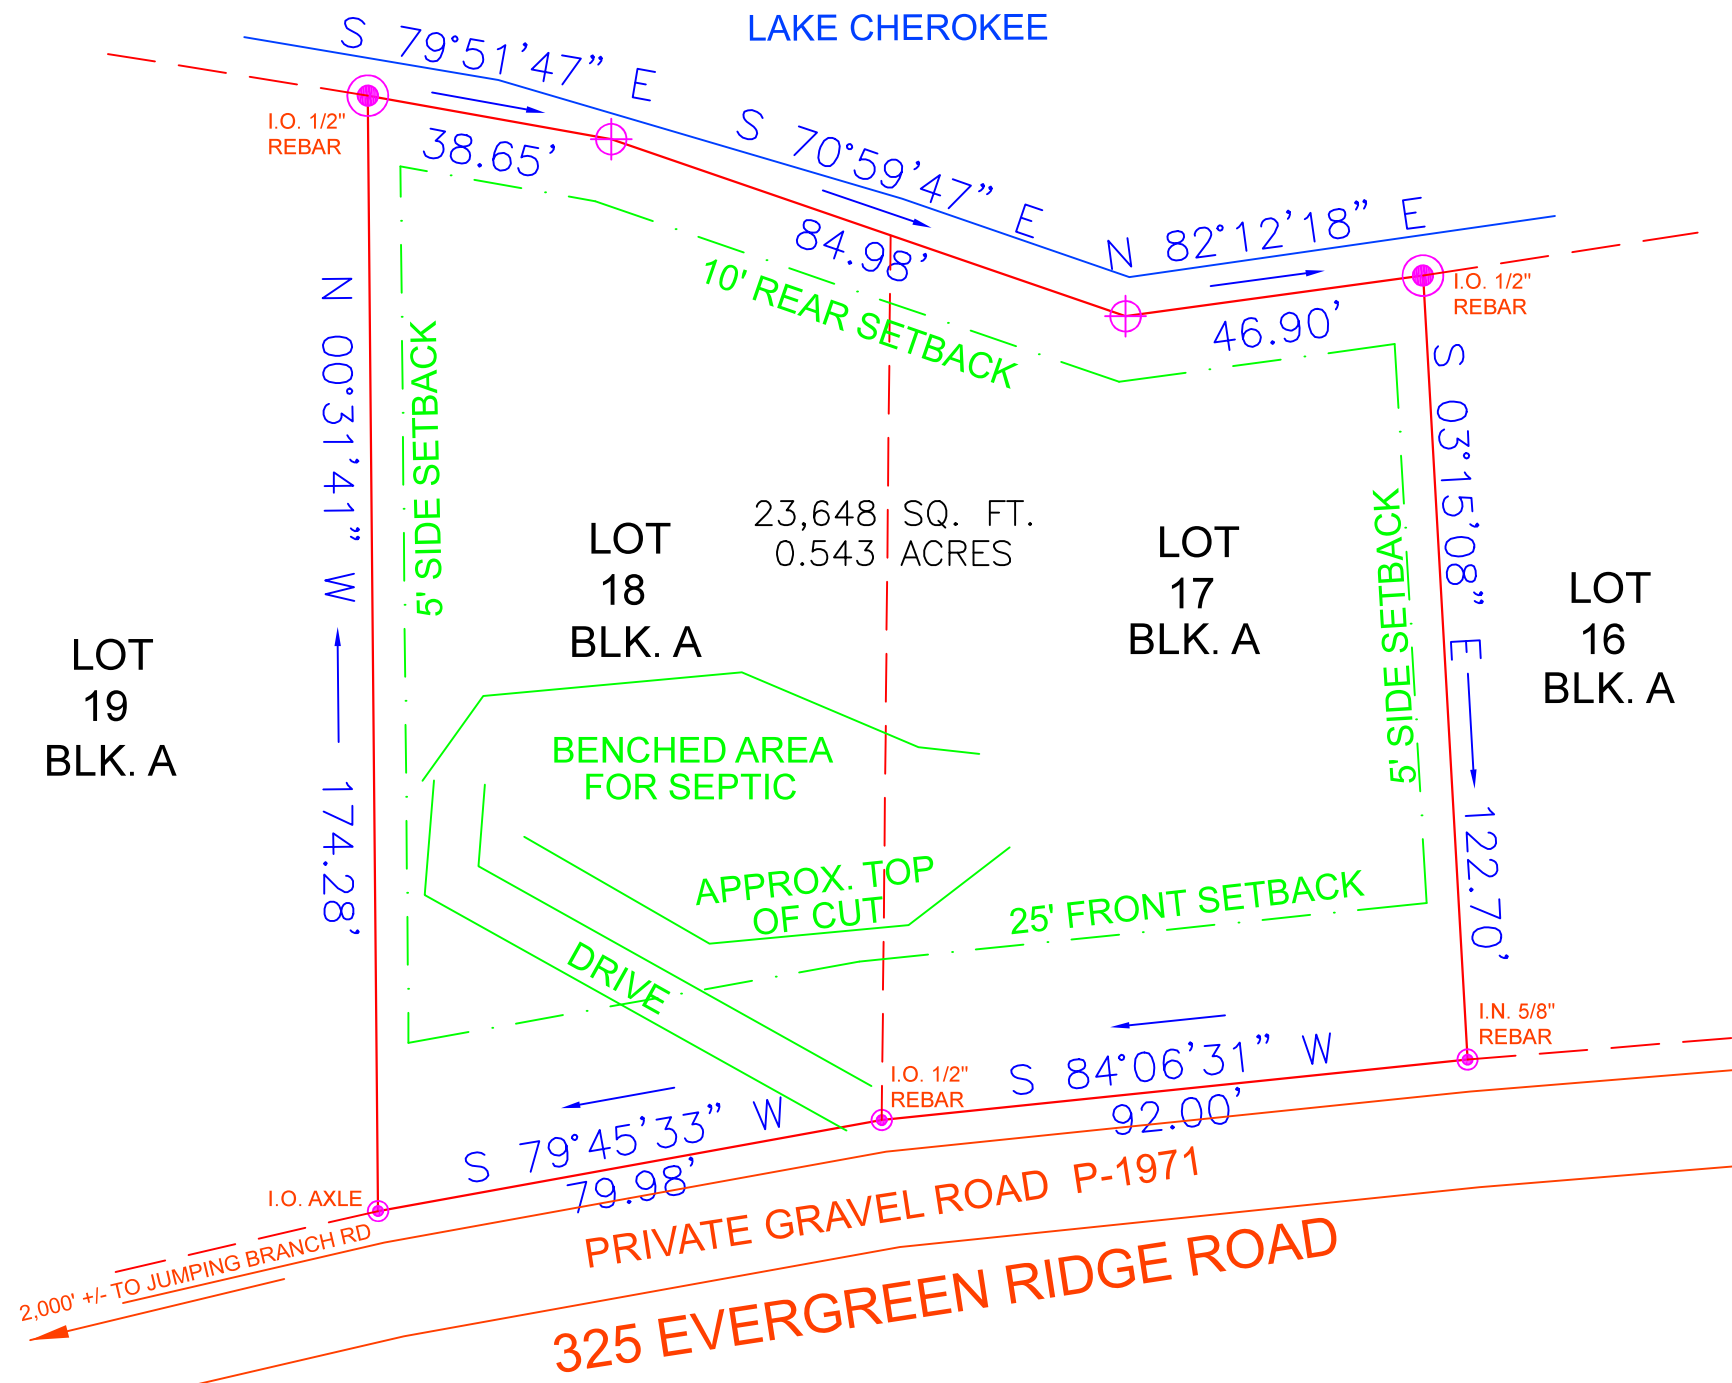 LAKE CHEROKEE
S 79°51'47" E
38.65'
I.O. 1/2"
REBAR
S 70°59'47" E
84.98'
N 82°12'18" E
46.90'
I.O. 1/2"
REBAR
10' REAR SETBACK
N 00°31'41" W
174.28'
5' SIDE SETBACK
S 03°15'08" E
122.70'
5' SIDE SETBACK
23,648 SQ. FT.
0.543 ACRES
LOT
18
BLK. A
LOT
17
BLK. A
LOT
16
BLK. A
LOT
19
BLK. A
BENCHED AREA
FOR SEPTIC
APPROX. TOP
OF CUT
25' FRONT SETBACK
DRIVE
I.N. 5/8"
REBAR
I.O. 1/2"
REBAR
S 84°06'31" W
92.00'
S 79°45'33" W
79.98'
I.O. AXLE
2,000' +/- TO JUMPING BRANCH RD
PRIVATE GRAVEL ROAD P-1971
325 EVERGREEN RIDGE ROAD